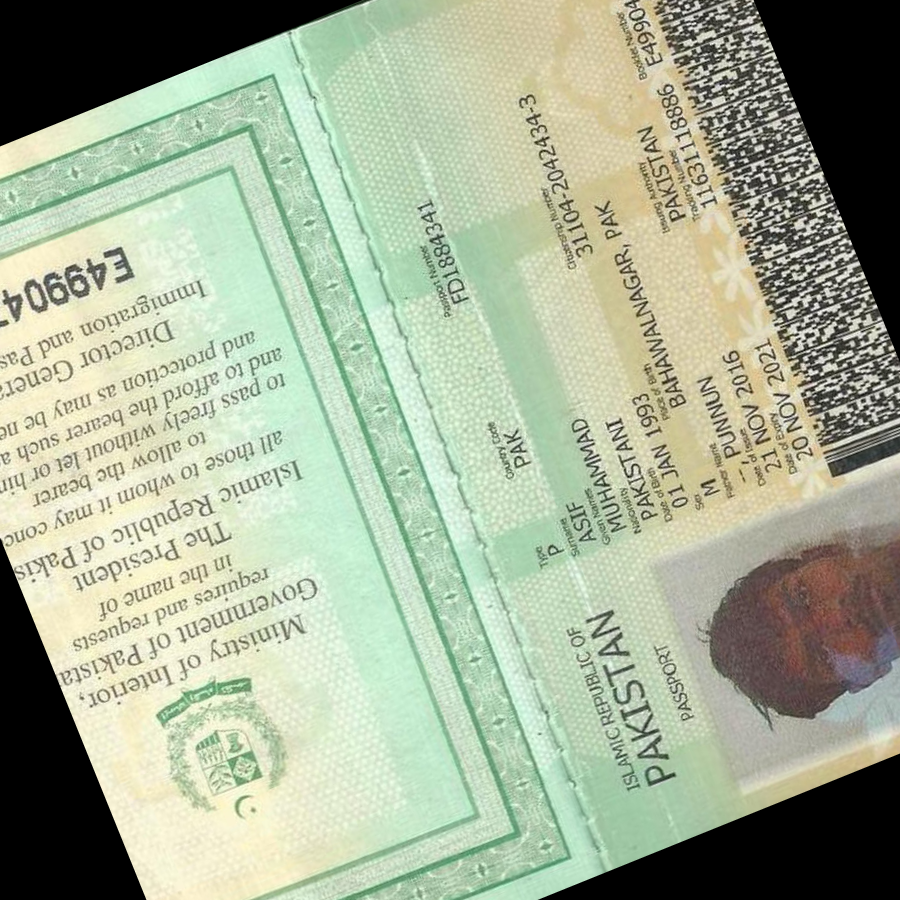 Ministry of Interior,
Government of Pakista
requires and requests
in the name of
The President
Islamic Republic of Pakis
all those to whom it may conc
to allow the bearer
to pass freely without let or hin
and to afford the bearer such a
and protection as may be ne
Director Genera
Immigration and Pas
E49904
ISLAMIC REPUBLIC OF
PAKISTAN
PASSPORT
Type Country Code Passport Number
P PAK FD1884341
Surname
ASIF
Given Names
MUHAMMAD
Nationality Citizenship Number
PAKISTANI 31104-2042434-3
Date of Birth Place of Birth
01 JAN 1993 BAHAWALNAGAR, PAK
Sex
M
Father Name
_, PUNNUN
Date of Issue Issuing Authority
21 NOV 2016 PAKISTAN
Date of Expiry Tracking Number Booklet Number
20 NOV 2021 11631118886 E49904